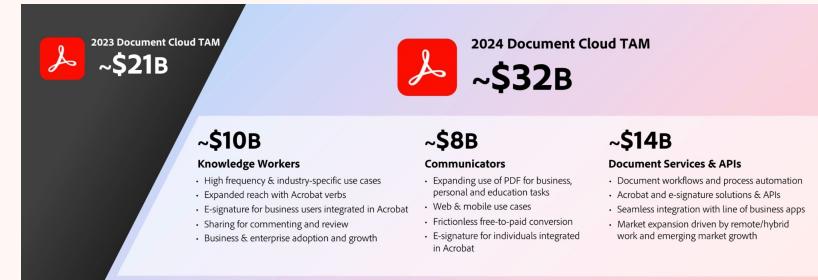 2023 Document Cloud TAM
~$21B
2024 Document Cloud TAM
~$32B
~$10B
Knowledge Workers
• High frequency & industry-specific use cases
• Expanded reach with Acrobat verbs
• E-signature for business users integrated in Acrobat
• Sharing for commenting and review
• Business & enterprise adoption and growth
~$8B
Communicators
• Expanding use of PDF for business,
personal and education tasks
• Web & mobile use cases
• Frictionless free-to-paid conversion
• E-signature for individuals integrated
in Acrobat
~$14B
Document Services & APIs
• Document workflows and process automation
• Acrobat and e-signature solutions & APIs
• Seamless integration with line of business apps
• Market expansion driven by remote/hybrid
work and emerging market growth